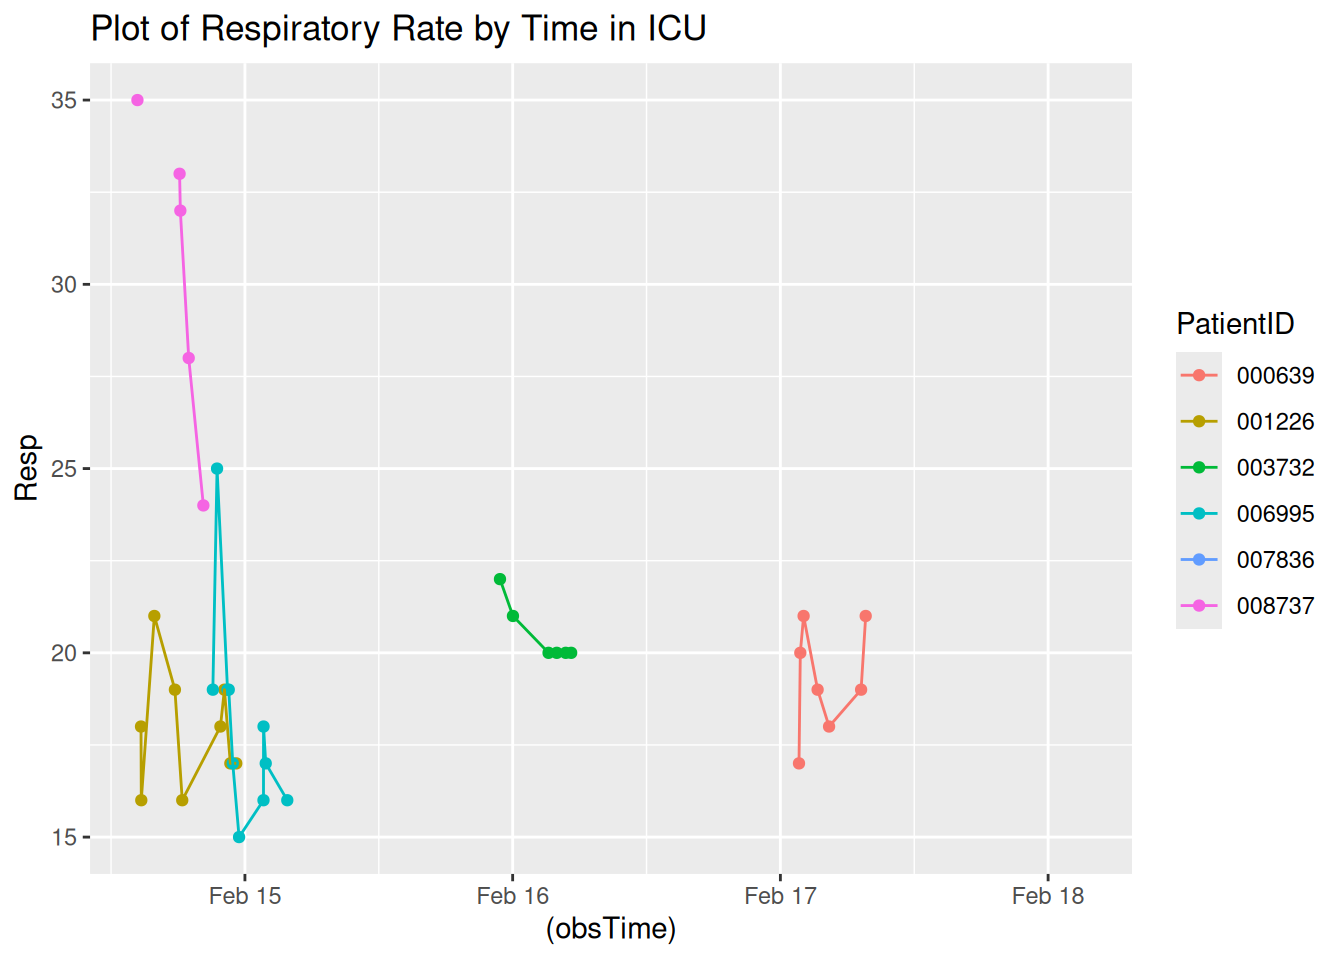 Plot of Respiratory Rate by Time in ICU
35
30
25
20
15
Resp
Feb 15
Feb 16
Feb 17
Feb 18
(obsTime)
PatientID
000639
001226
003732
006995
007836
008737